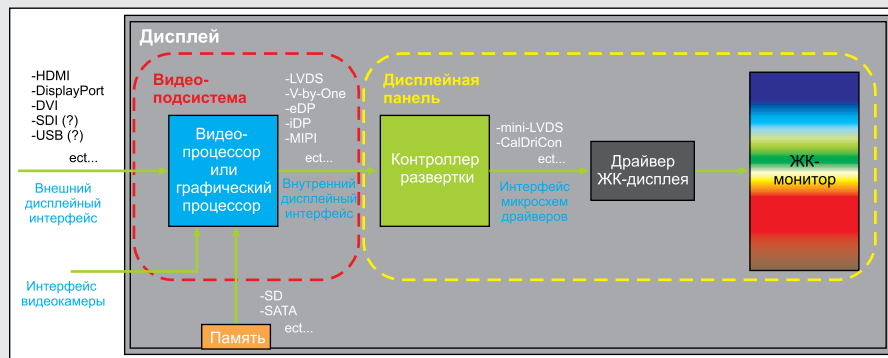 Дисплей
-HDMI
-DisplayPort
-DVI
-SDI (?)
-USB (?)
ect...
Внешний
дисплейный
интерфейс
Интерфейс
видеокамеры
Видео-
подсистема
Видео-
процессор
или
графический
процессор
-LVDS
-V-by-One
-eDP
-iDP
-MIPI
ect...
Внутренний
дисплейный
интерфейс
-SD
-SATA
ect...
Память
Дисплейная
панель
Контроллер
развертки
-mini-LVDS
-CalDriCon
ect...
Интерфейс
микросхем
драйверов
Драйвер
ЖК-дисплея
ЖК-
монитор